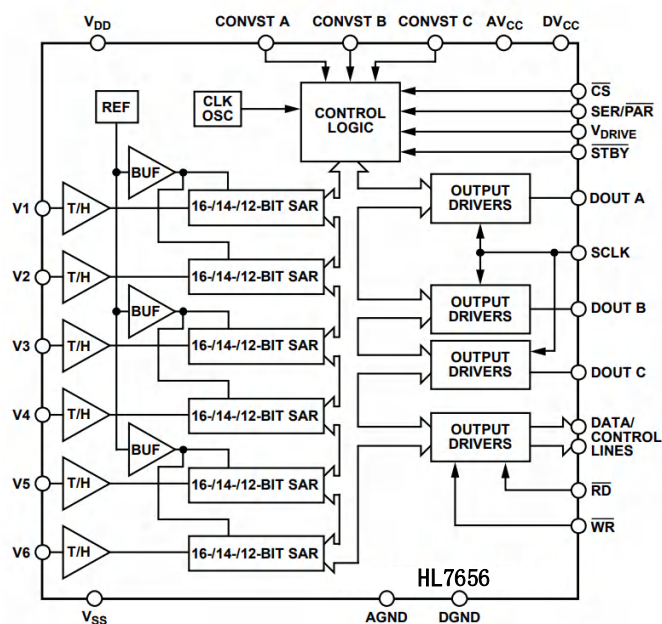 VDD
CONVST A
CONVST B
CONVST C
AVCC
DVCC
REF
CLK
OSC
CONTROL
LOGIC
CS
SER/PAR
VDRIVE
STBY
BUF
V1
T/H
16-/14-/12-BIT SAR
OUTPUT
DRIVERS
DOUT A
SCLK
V2
T/H
16-/14-/12-BIT SAR
BUF
OUTPUT
DRIVERS
DOUT B
V3
T/H
16-/14-/12-BIT SAR
OUTPUT
DRIVERS
DOUT C
V4
T/H
16-/14-/12-BIT SAR
OUTPUT
DRIVERS
DATA/
CONTROL
LINES
BUF
V5
T/H
16-/14-/12-BIT SAR
RD
WR
V6
T/H
16-/14-/12-BIT SAR
HL7656
VSS
AGND
DGND